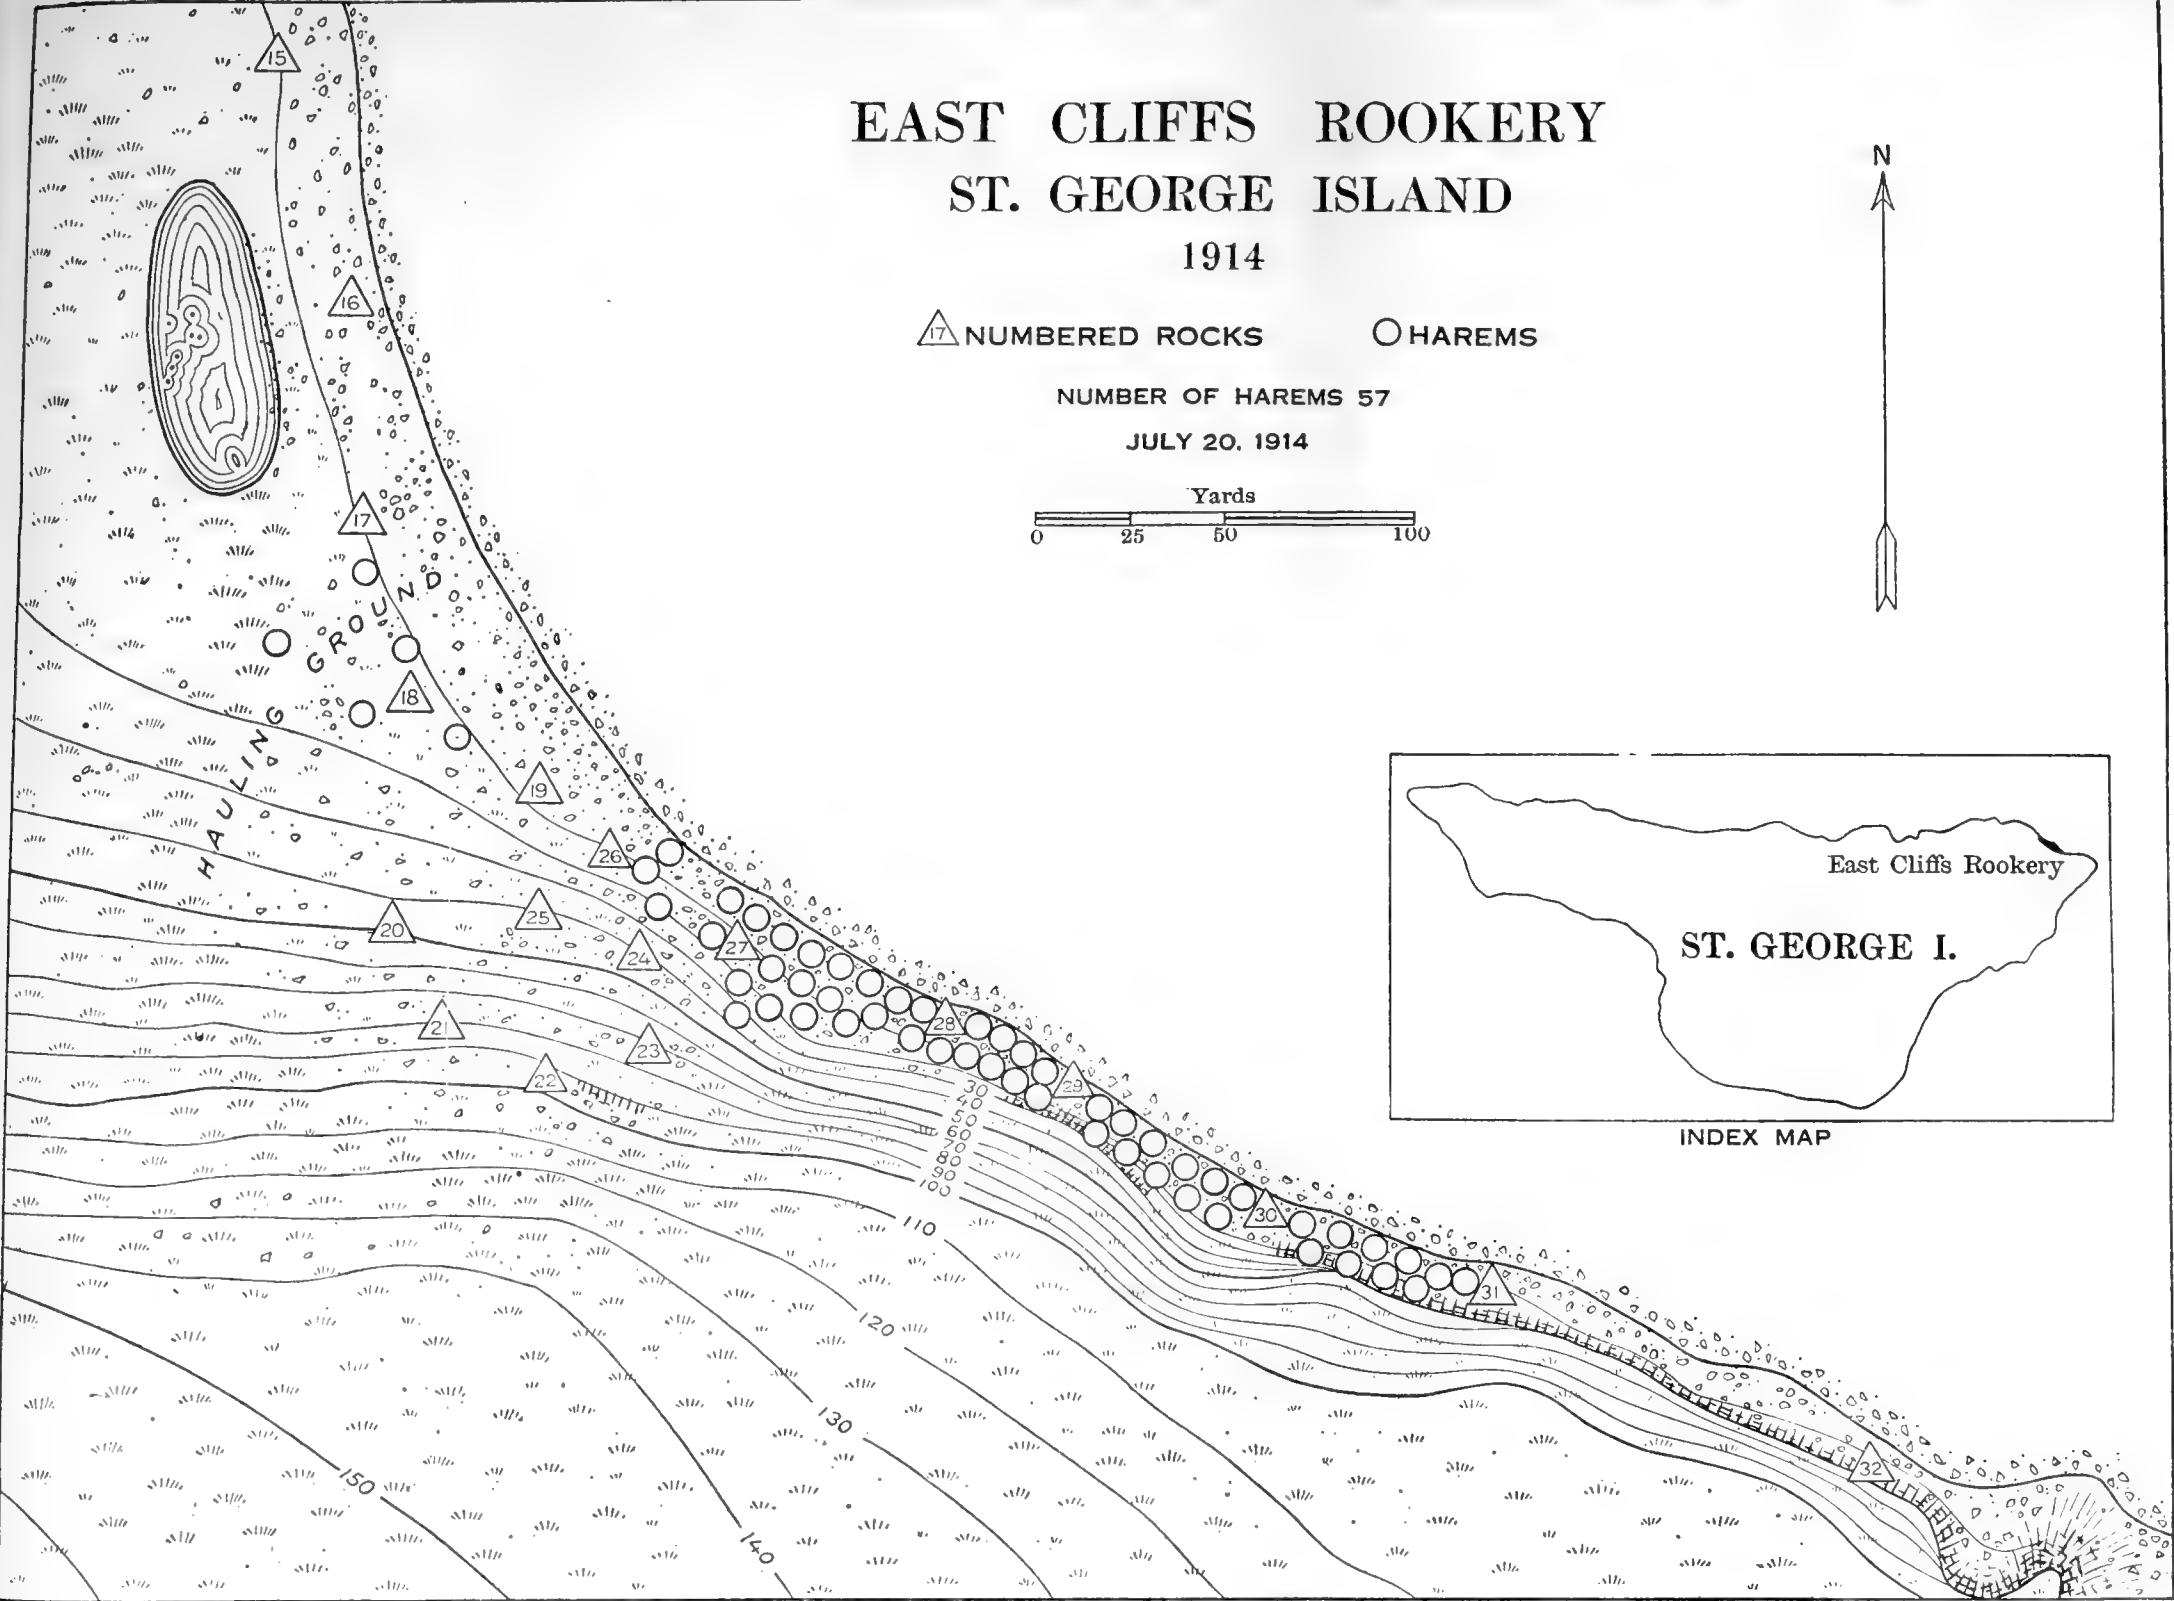 EAST CLIFFS ROOKERY
ST. GEORGE ISLAND
1914
17 NUMBERED ROCKS
HAREMS
NUMBER OF HAREMS 57
JULY 20. 1914
Yards
0 25 50 100
N
15
16
17
HAULING GROUND
18
19
26
25
20
24
27
21
23
28
22
29
30
40
50
60
70
80
90
100
110
30
31
120
130
32
150
140
East Cliffs Rookery
ST. GEORGE I.
INDEX MAP